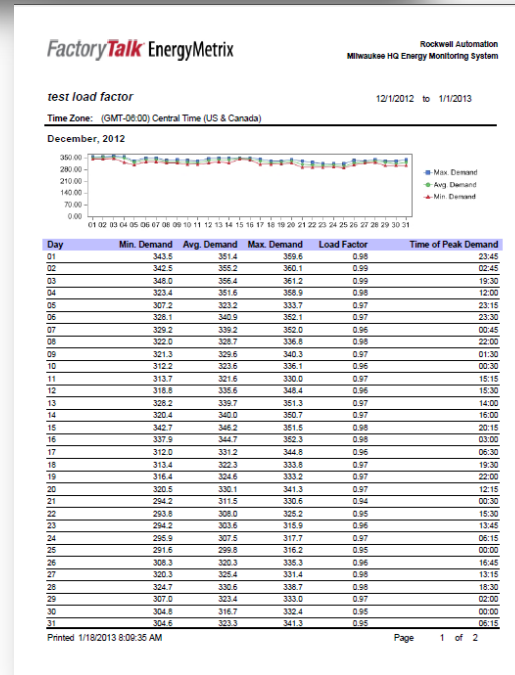 FactoryTalk EnergyMetrix
Rockwell Automation
Milwaukee HQ Energy Monitoring System
test load factor 12/1/2012 to 1/1/2013
Time Zone: (GMT-06:00) Central Time (US & Canada)
December, 2012
350.00
280.00
210.00
140.00
70.00
0.00
Max. Demand
Avg. Demand
Min. Demand
01 02 03 04 05 06 07 08 09 10 11 12 13 14 15 16 17 18 19 20 21 22 23 24 25 26 27 28 29 30 31
Day Min. Demand Avg. Demand Max. Demand Load Factor Time of Peak Demand
01 343.5 351.4 359.6 0.98 23:45
02 342.5 355.2 360.1 0.99 02:45
03 348.0 356.4 361.2 0.99 19:30
04 323.4 351.6 358.9 0.98 12:00
05 307.2 323.2 333.7 0.97 23:15
06 328.1 340.9 352.1 0.97 23:30
07 329.2 339.2 352.0 0.96 00:45
08 322.0 328.7 336.8 0.98 22:00
09 321.3 329.6 340.3 0.97 01:30
10 312.2 323.6 336.1 0.96 00:30
11 313.7 321.6 330.0 0.97 15:15
12 318.8 335.6 348.4 0.96 15:30
13 328.2 339.7 351.3 0.97 14:00
14 320.4 340.0 350.7 0.97 16:00
15 342.7 346.2 351.5 0.98 20:15
16 337.9 344.7 352.3 0.98 03:00
17 312.0 331.2 344.8 0.96 06:30
18 313.4 322.3 333.8 0.97 19:30
19 316.4 324.6 333.2 0.97 22:00
20 320.5 330.1 341.3 0.97 12:15
21 294.2 311.5 330.6 0.94 00:30
22 293.8 308.0 325.2 0.95 15:30
23 294.2 303.6 315.9 0.96 13:45
24 295.9 307.5 317.7 0.97 06:15
25 291.6 299.8 316.2 0.95 00:00
26 308.3 320.3 335.3 0.96 16:45
27 320.3 325.4 331.4 0.98 13:15
28 324.7 330.6 338.7 0.98 18:30
29 307.0 323.4 333.0 0.97 02:00
30 304.8 316.7 332.4 0.95 00:00
31 304.6 323.3 341.3 0.95 06:15
Printed 1/18/2013 8:09:35 AM Page 1 of 2